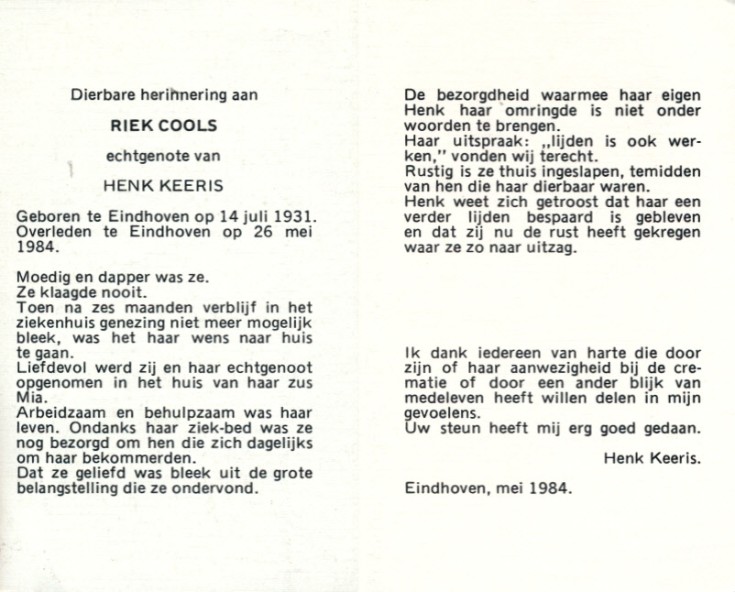 Dierbare herinnering aan
RIEK COOLS
echtgenote van
HENK KEERIS
Geboren te Eindhoven op 14 juli 1931.
Overleden te Eindhoven op 26 mei
1984.
Moedig en dapper was ze.
Ze klaagde nooit.
Toen na zes maanden verblijf in het
ziekenhuis genezing niet meer mogelijk
bleek, was het haar wens naar huis
te gaan.
Liefdevol werd zij en haar echtgenoot
opgenomen in het huis van haar zus
Mia.
Arbeidzaam en behulpzaam was haar
leven. Ondanks haar ziek-bed was ze
nog bezorgd om hen die zich dagelijks
om haar bekommerden.
Dat ze geliefd was bleek uit de grote
belangstelling die ze ondervond.
De bezorgdheid waarmee haar eigen
Henk haar omringde is niet onder
woorden te brengen.
Haar uitspraak: „lijden is ook wer-
ken,” vonden wij terecht.
Rustig is ze thuis ingeslapen, temidden
van hen die haar dierbaar waren.
Henk weet zich getroost dat haar een
verder lijden bespaard is gebleven
en dat zij nu de rust heeft gekregen
waar ze zo naar uitzag.
Ik dank iedereen van harte die door
zijn of haar aanwezigheid bij de cre-
matie of door een ander blijk van
medeleven heeft willen delen in mijn
gevoelens.
Uw steun heeft mij erg goed gedaan.
Henk Keeris.
Eindhoven, mei 1984.